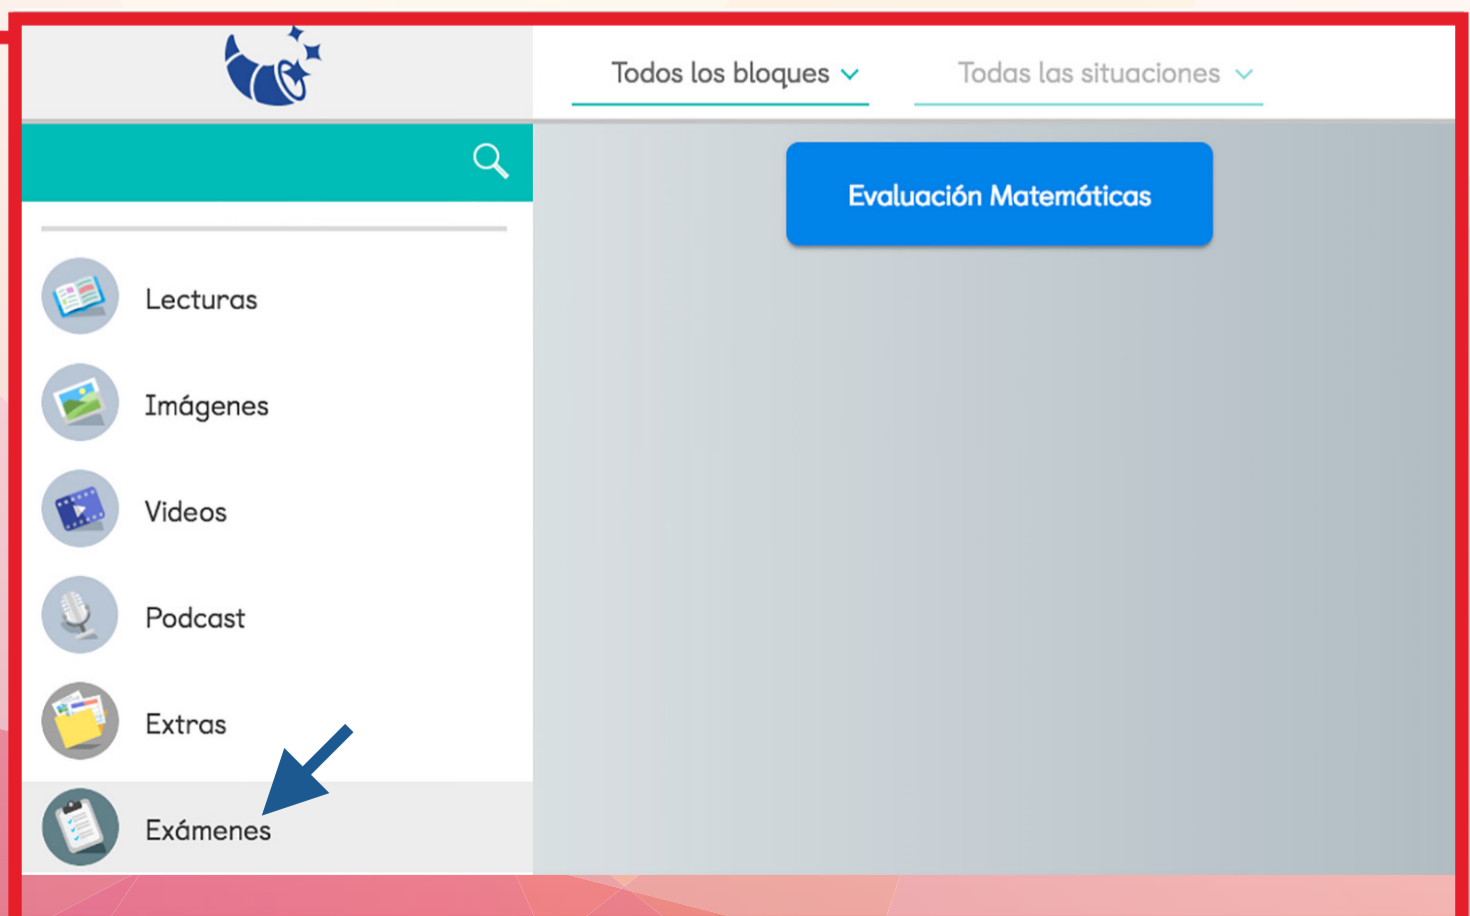 Todos los bloques
Todas las situaciones
Evaluación Matemáticas
Lecturas
Imágenes
Videos
Podcast
Extras
Exámenes